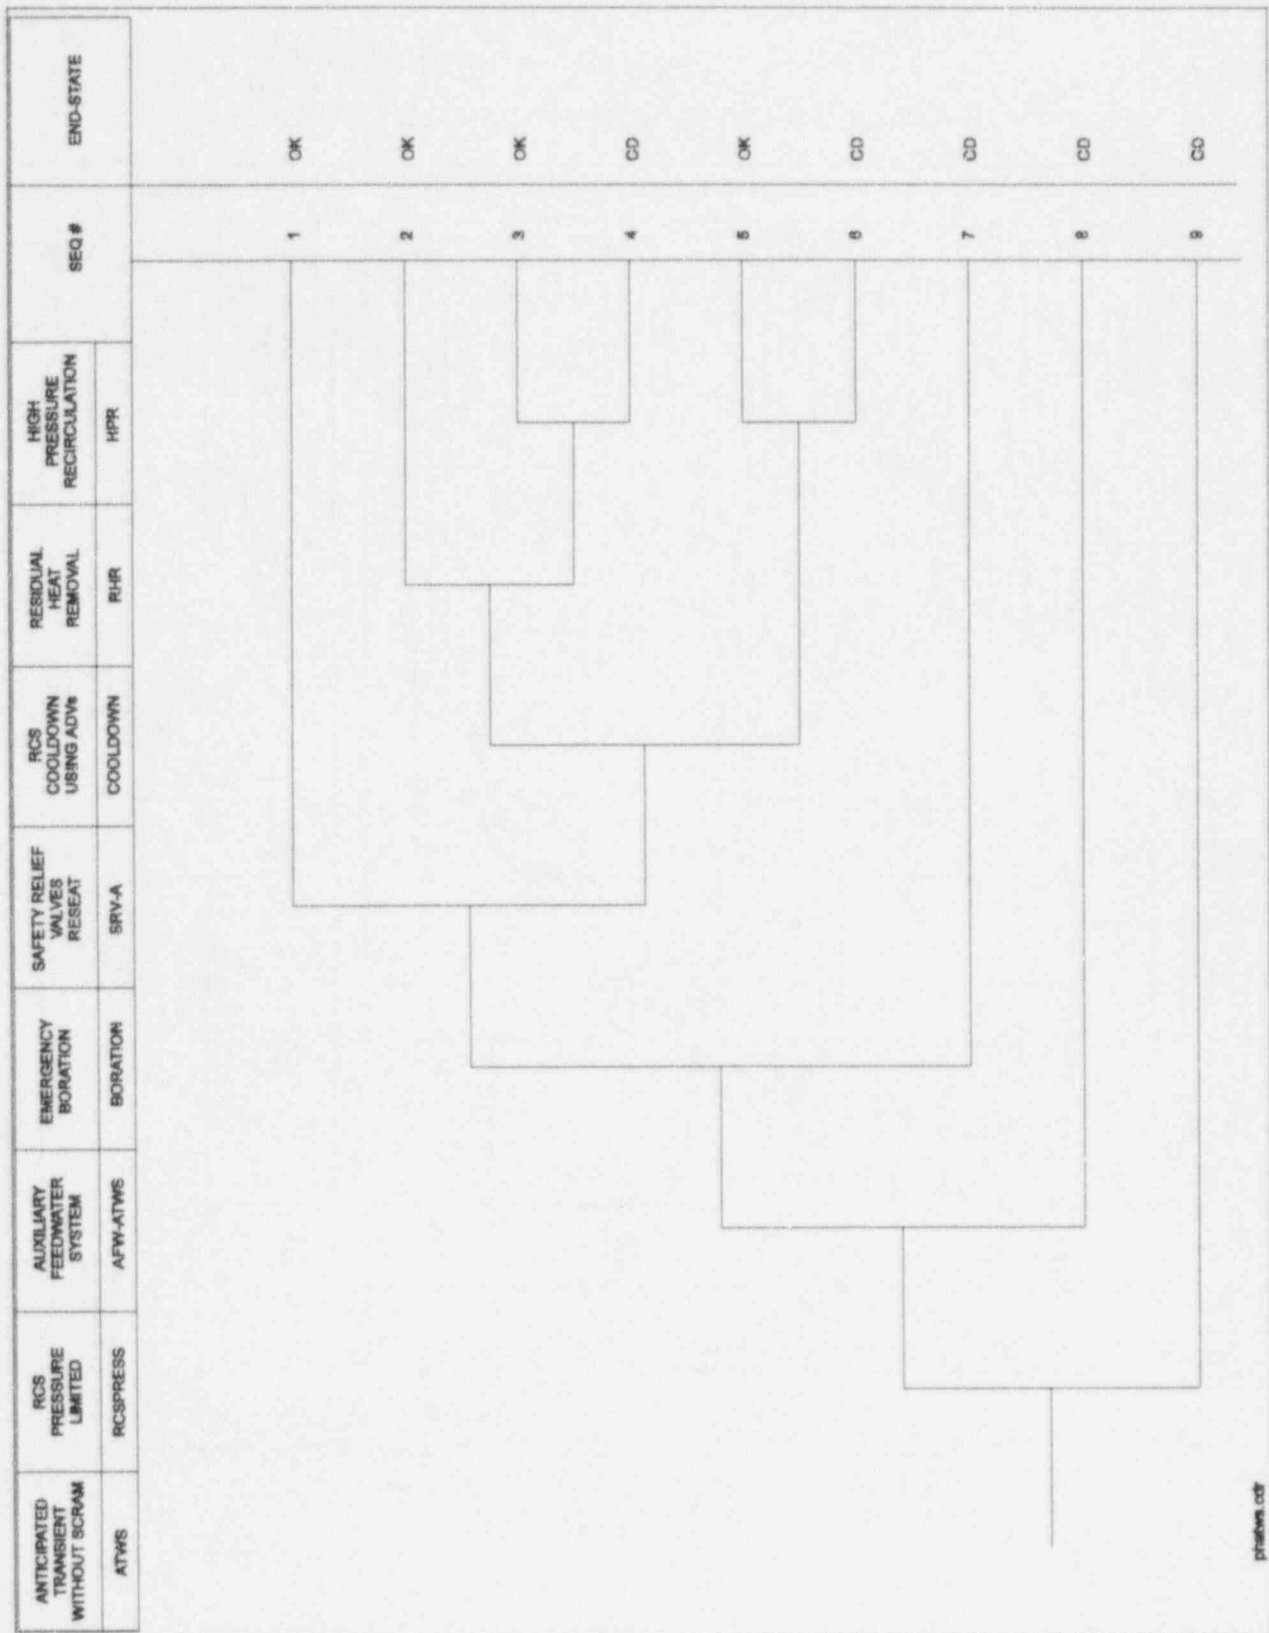 ANTICIPATED
TRANSIENT
WITHOUT SCRAM
RCS
PRESSURE
LIMITED
AUXILIARY
FEEDWATER
SYSTEM
EMERGENCY
BORATION
SAFETY RELIEF
VALVES
RESEAT
RCS
COOLDOWN
USING ADVs
RESIDUAL
HEAT
REMOVAL
HIGH
PRESSURE
RECIRCULATION
SEQ #
END-STATE
ATWS
RCSPRESS
AFW-ATWS
BORATION
SRV-A
COOLDOWN
RHR
HPR
1 OK
2 OK
3 OK
4 CD
5 OK
6 CD
7 CD
8 CD
9 CD
phatws.cdr